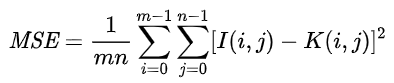 MSE = \frac{1}{mn} \sum_{i=0}^{m-1} \sum_{j=0}^{n-1} [I(i,j) - K(i,j)]^2